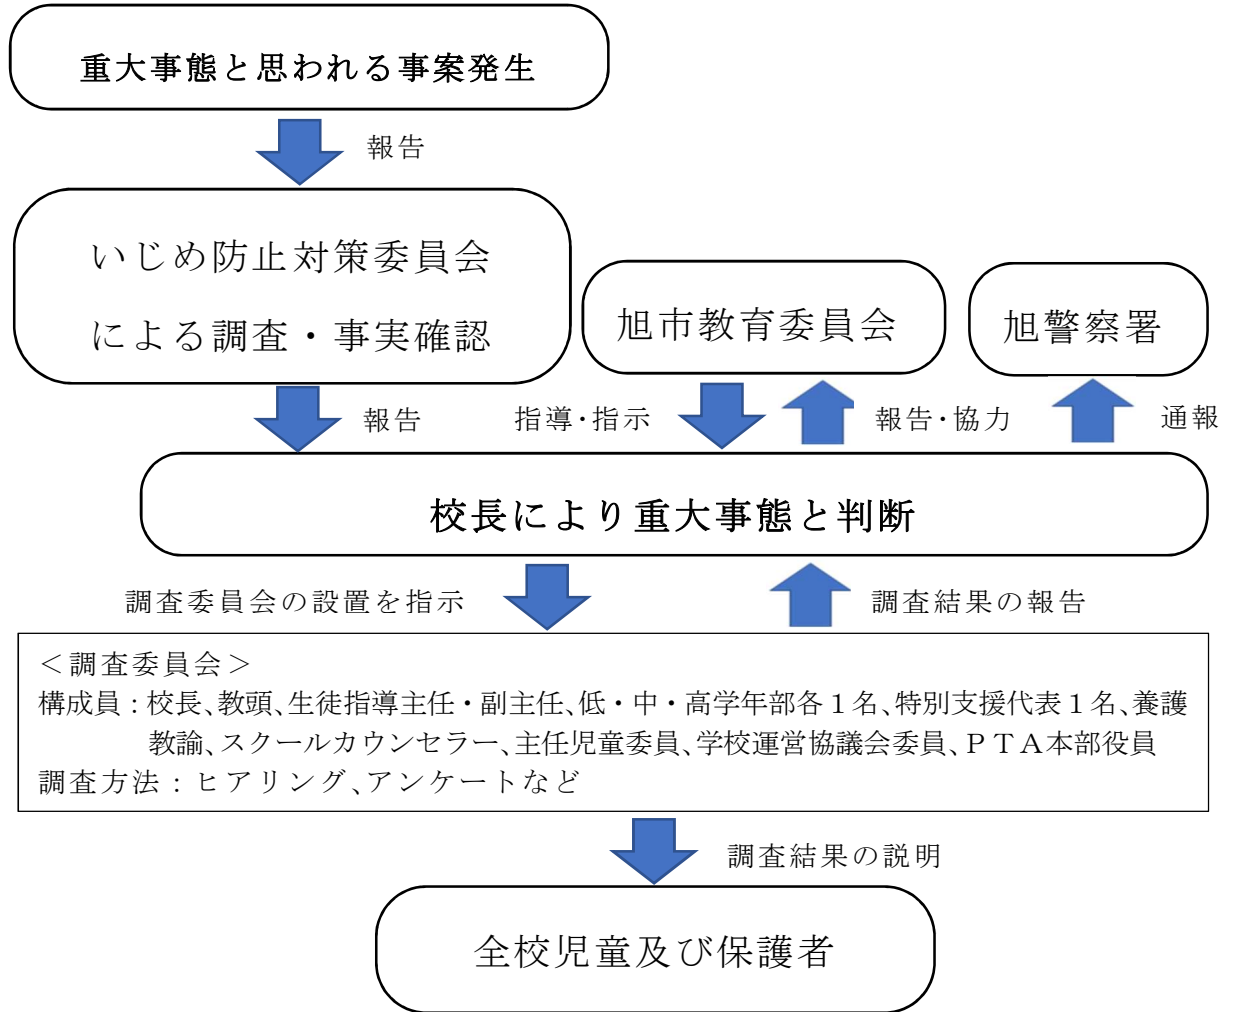 重大事態と思われる事案発生
報告
いじめ防止対策委員会
による調査・事実確認
旭市教育委員会
旭警察署
報告
指導・指示
報告・協力
通報
校長により重大事態と判断
調査委員会の設置を指示
調査結果の報告
＜調査委員会＞
構成員：校長、教頭、生徒指導主任・副主任、低・中・高学年部各１名、特別支援代表１名、養護
教諭、スクールカウンセラー、主任児童委員、学校運営協議会委員、ＰＴＡ本部役員
調査方法：ヒアリング、アンケートなど
調査結果の説明
全校児童及び保護者